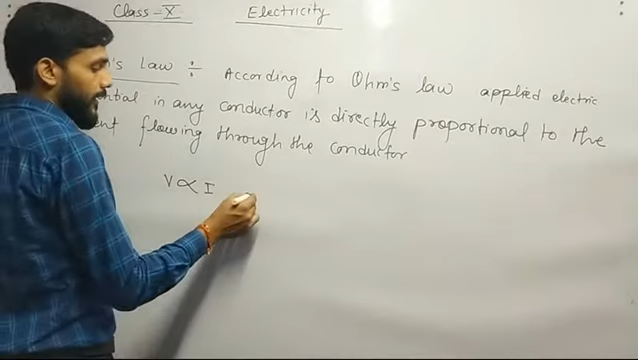 Class-X Electricity
's Law ÷ According to Ohm's law applied electric
ntial in any conductor is directly proportional to the
nt flowing through the conductor
V ∝ I